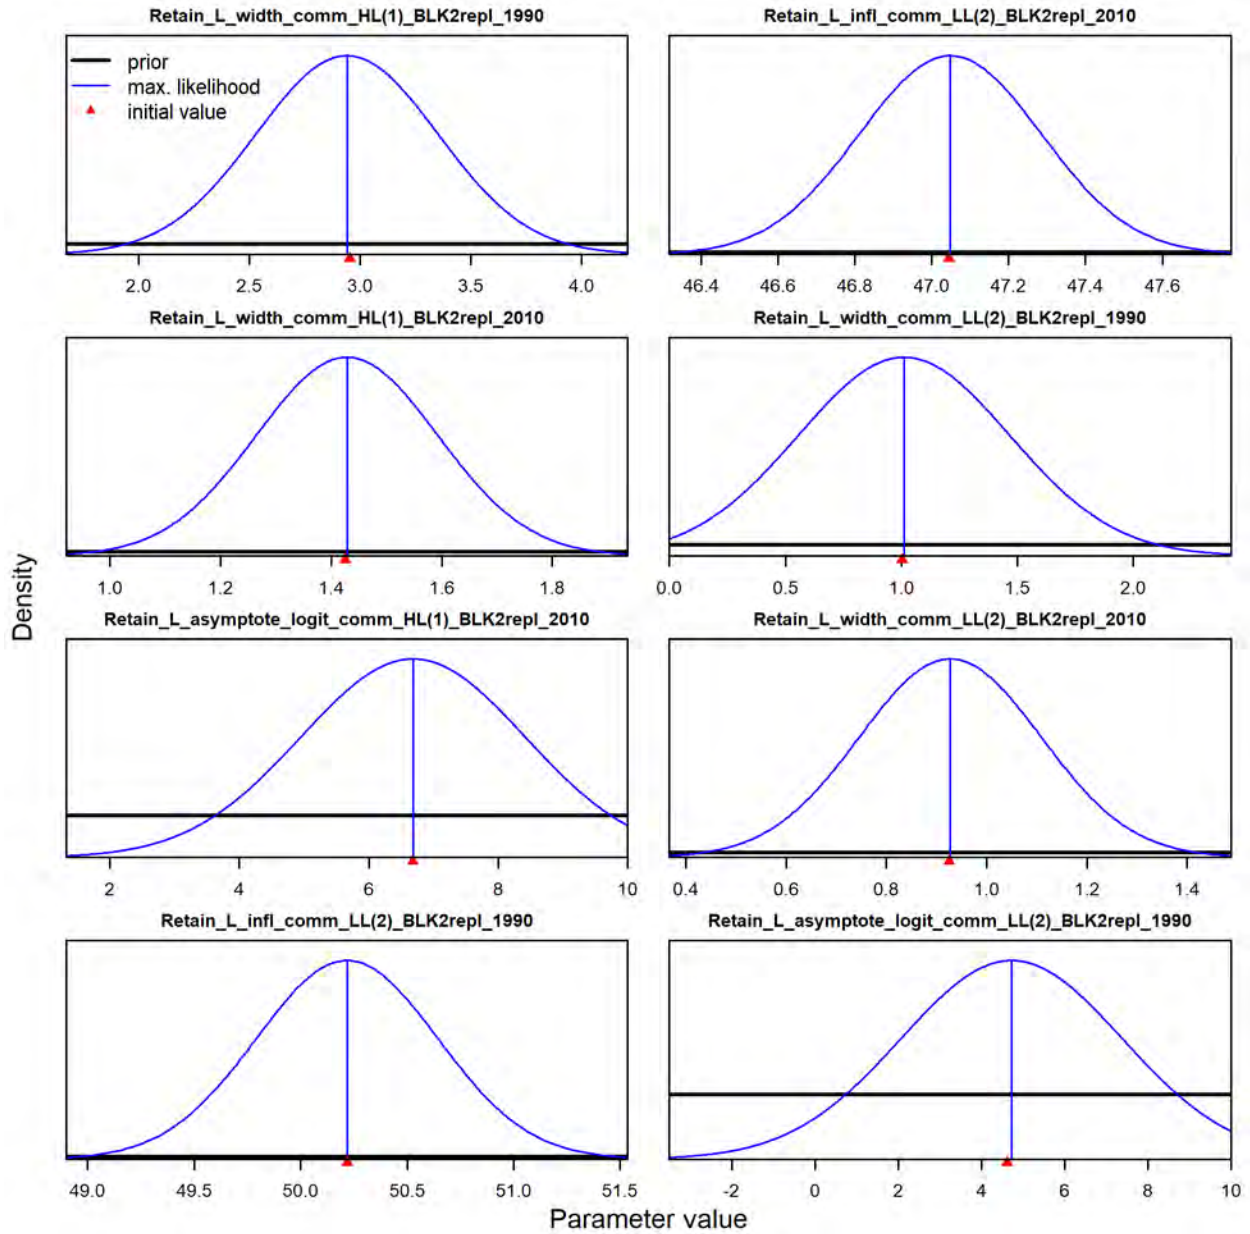 Retain_L_width_comm_HL(1)_BLK2repl_1990
prior
max. likelihood
initial value
2.0 2.5 3.0 3.5 4.0
Retain_L_infl_comm_LL(2)_BLK2repl_2010
46.4 46.6 46.8 47.0 47.2 47.4 47.6
Retain_L_width_comm_HL(1)_BLK2repl_2010
1.0 1.2 1.4 1.6 1.8
Retain_L_width_comm_LL(2)_BLK2repl_1990
0.0 0.5 1.0 1.5 2.0
Retain_L_asymptote_logit_comm_HL(1)_BLK2repl_2010
2 4 6 8 10
Retain_L_width_comm_LL(2)_BLK2repl_2010
0.4 0.6 0.8 1.0 1.2 1.4
Retain_L_infl_comm_LL(2)_BLK2repl_1990
49.0 49.5 50.0 50.5 51.0 51.5
Retain_L_asymptote_logit_comm_LL(2)_BLK2repl_1990
-2 0 2 4 6 8 10
Density
Parameter value